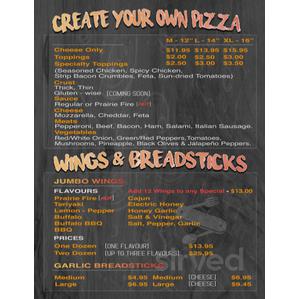 CREATE YOUR OWN PIZZA
M - 12" L - 14" XL - 16"
Cheese Only $11.95 $13.95 $15.95
Toppings $2.00 $2.50 $3.00
Specialty Toppings $2.50 $3.00 $3.50
(Seasoned Chicken, Spicy Chicken,
Strip Bacon Crumbles, Feta, Sun-dried Tomatoes)
Crust
Thick, Thin
Gluten - wise [COMING SOON]
Sauce
Regular or Prairie Fire [HOT]
Cheese
Mozzarella, Cheddar, Feta
Meats
Pepperoni, Beef, Bacon, Ham, Salami, Italian Sausage.
Vegetables
Red/White Onion, Green/Red Peppers, Tomatoes,
Mushrooms, Pineapple, Black Olives & Jalapeño Peppers.
WINGS & BREADSTICKS
JUMBO WINGS
FLAVOURS Add 12 Wings to any Special - $13.00
Prairie Fire [HOT] Cajun
Teriyaki Electric Honey
Lemon - Pepper Honey Garlic
Buffalo Salt & Vinegar
Buffalo BBQ Salt, Pepper, Garlic
BBQ
PRICES
One Dozen [ONE FLAVOUR] $13.95
Two Dozen [UP TO THREE FLAVOURS] $25.95
GARLIC BREADSTICKS
Medium $4.95 Medium [CHEESE] $6.95
Large $6.95 Large [CHEESE] $9.45